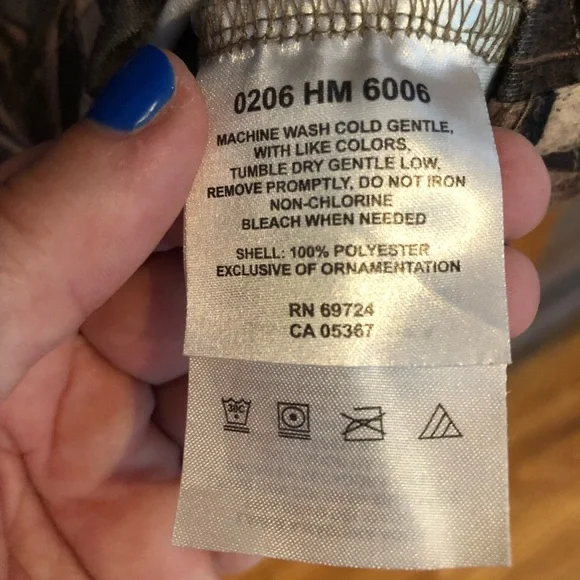 0206 HM 6006
MACHINE WASH COLD GENTLE,
WITH LIKE COLORS,
TUMBLE DRY GENTLE LOW,
REMOVE PROMPTLY, DO NOT IRON
NON-CHLORINE
BLEACH WHEN NEEDED
SHELL: 100% POLYESTER
EXCLUSIVE OF ORNAMENTATION
RN 69724
CA 05367
30C